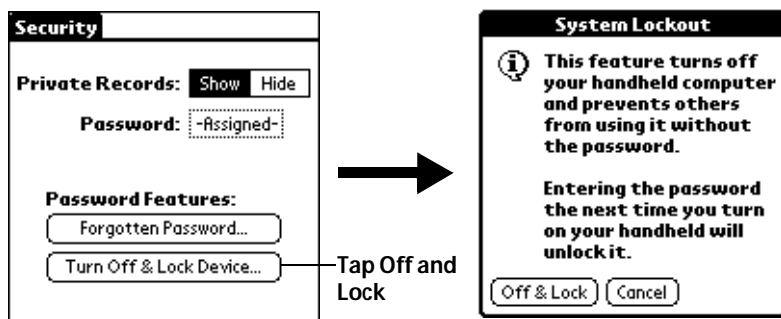 Security
Private Records: Show Hide
Password: -Assigned-
Password Features:
Forgotten Password...
Turn Off & Lock Device...
Tap Off and
Lock
System Lockout
This feature turns off
your handheld computer
and prevents others
from using it without
the password.
Entering the password
the next time you turn
on your handheld will
unlock it.
Off & Lock Cancel